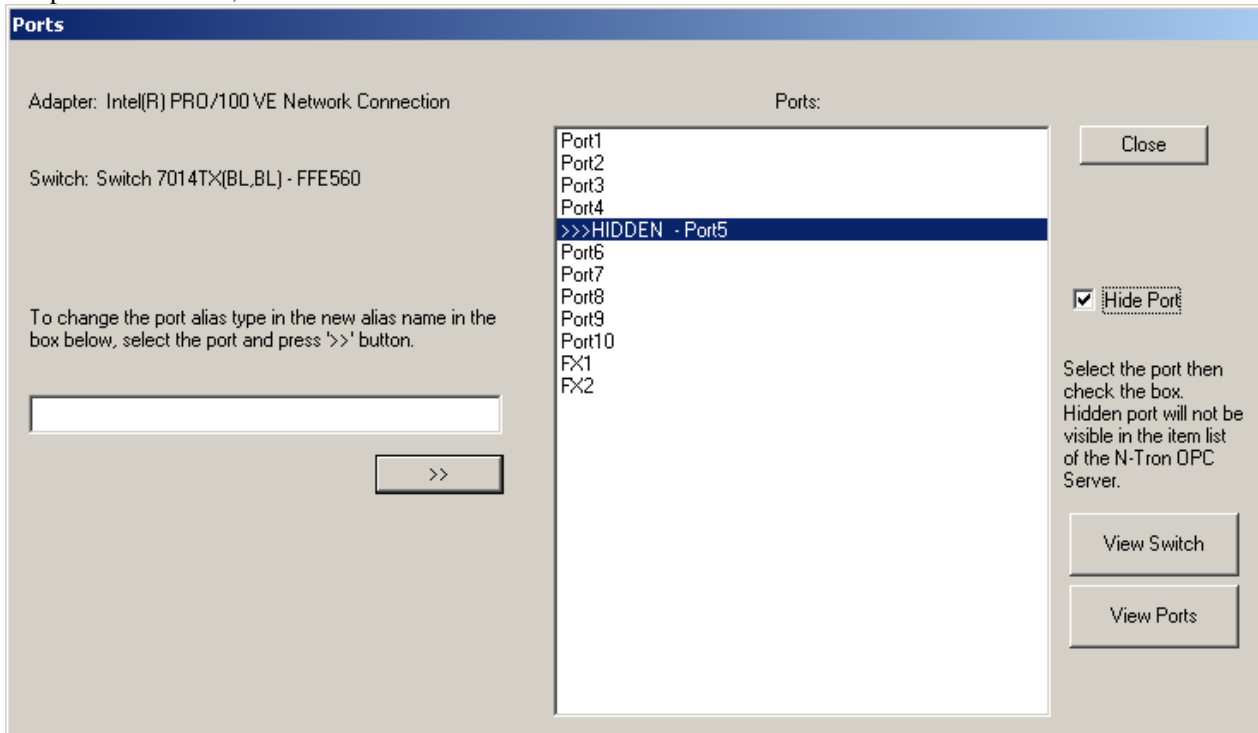 Ports
Adapter: Intel(R) PRO/100 VE Network Connection
Switch: Switch 7014TX(BL,BL) - FFE560
To change the port alias type in the new alias name in the
box below, select the port and press '>>' button.
>>
Ports:
Port1
Port2
Port3
Port4
>>>HIDDEN - Port5
Port6
Port7
Port8
Port9
Port10
FX1
FX2
Close
Hide Port
Select the port then
check the box.
Hidden port will not be
visible in the item list
of the N-Tron OPC
Server.
View Switch
View Ports